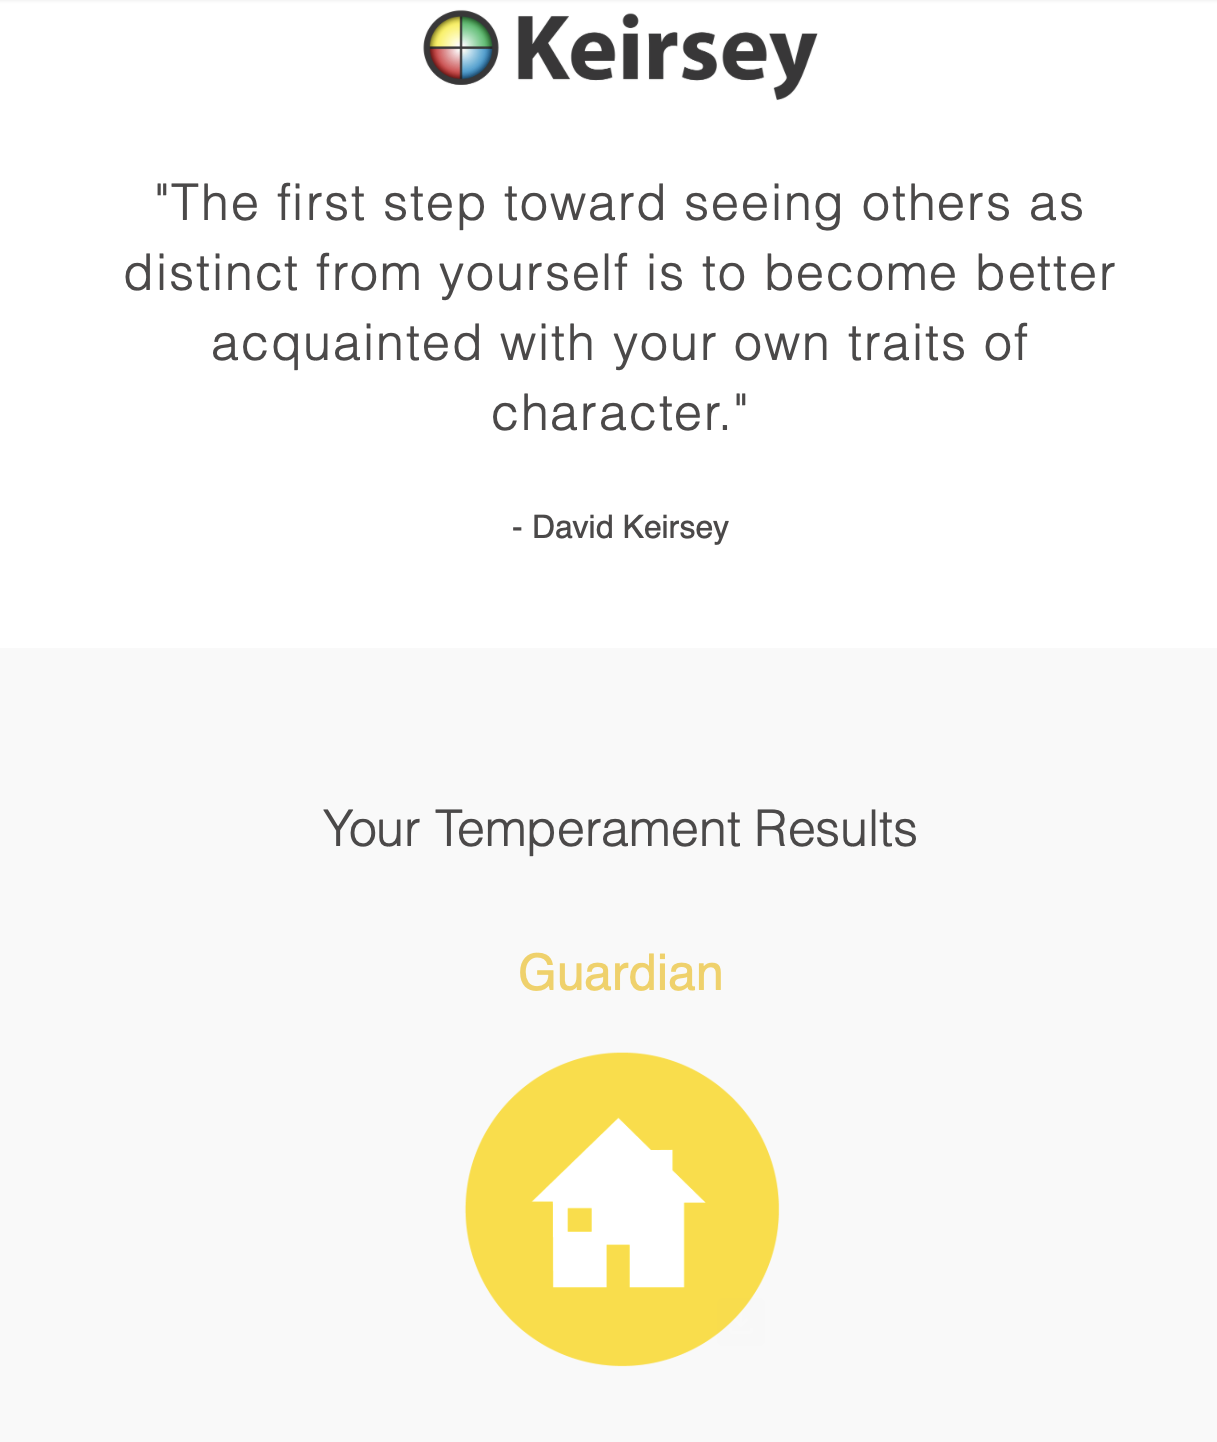 Keirsey
"The first step toward seeing others as
distinct from yourself is to become better
acquainted with your own traits of
character."
- David Keirsey
Your Temperament Results
Guardian